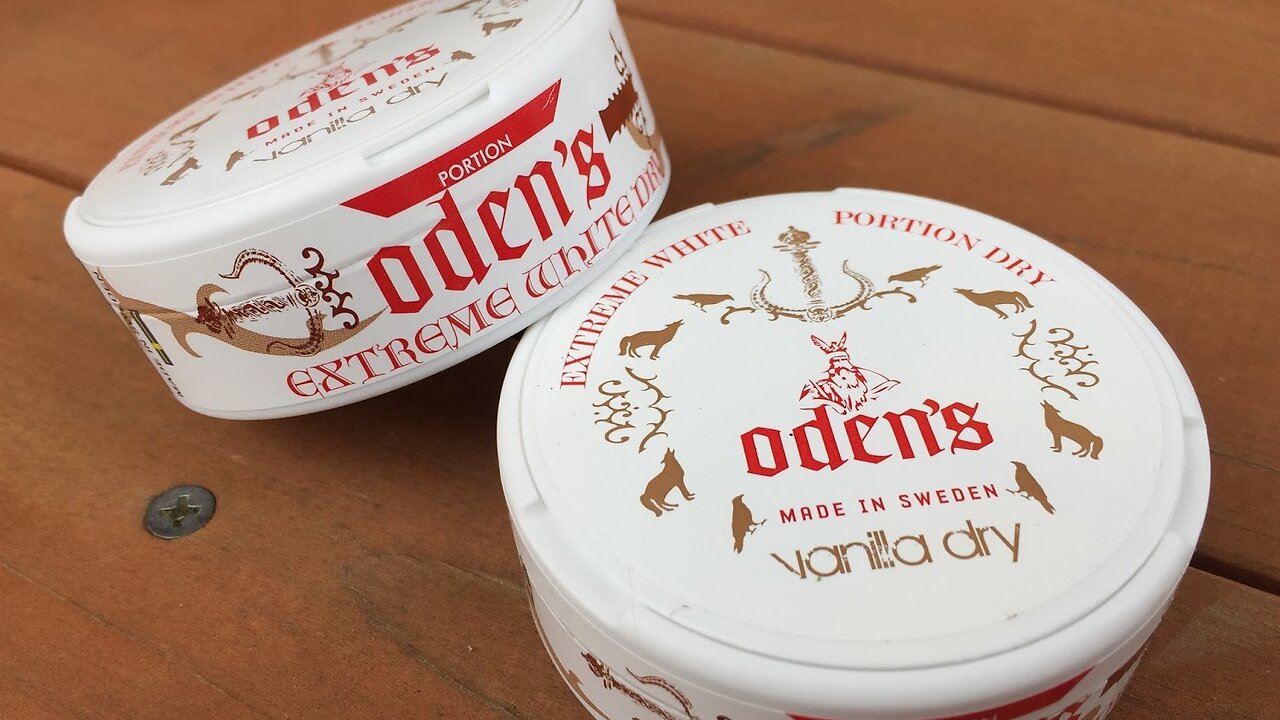 oden's
MADE IN SWEDEN
vanilla dry
PORTION
oden's
EXTREME WHITE DRY
EXTREME WHITE PORTION DRY
oden's
MADE IN SWEDEN
vanilla dry